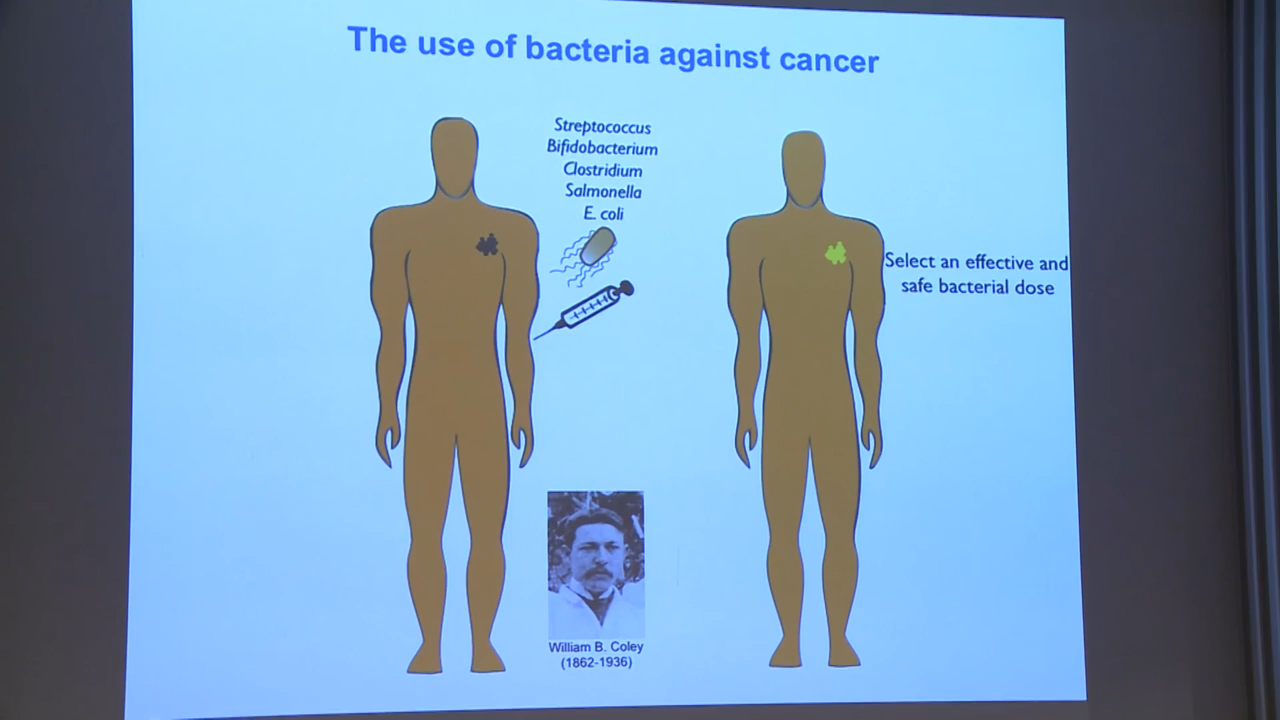 The use of bacteria against cancer
Streptococcus
Bifidobacterium
Clostridium
Salmonella
E. coli
Select an effective and
safe bacterial dose
William B. Coley
(1862-1936)